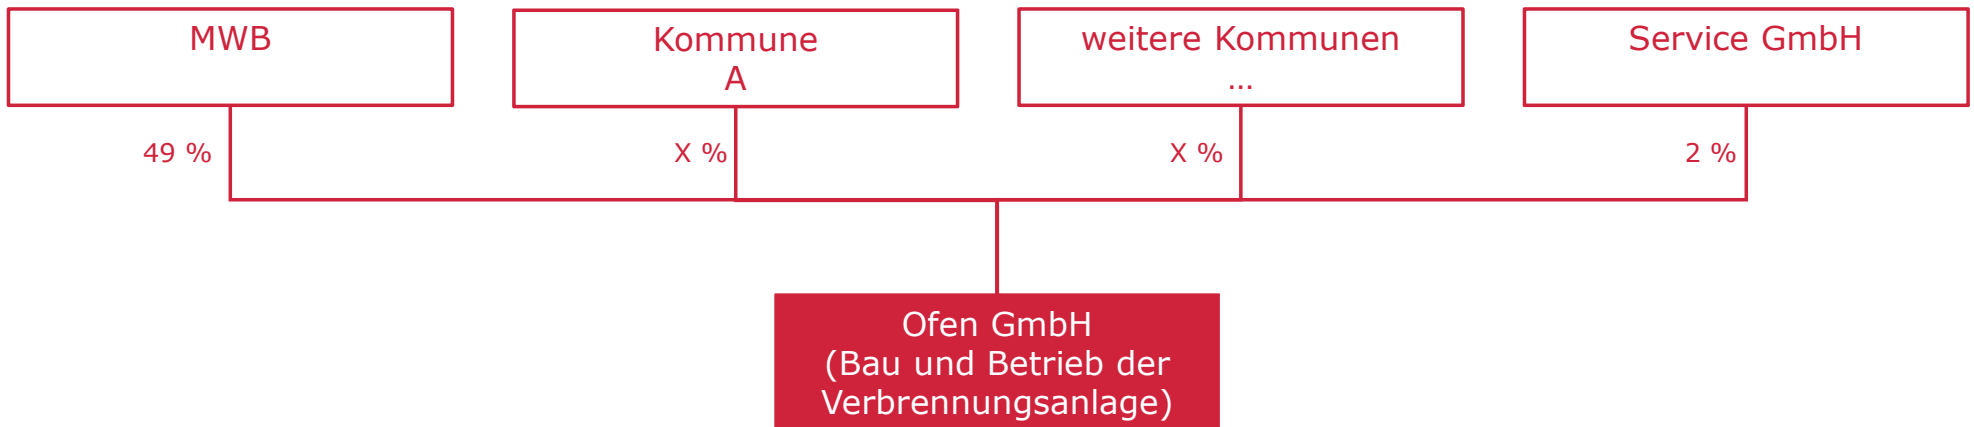 MWB
Kommune
A
weitere Kommunen
...
Service GmbH
49 %
X %
X %
2 %
Ofen GmbH
(Bau und Betrieb der
Verbrennungsanlage)